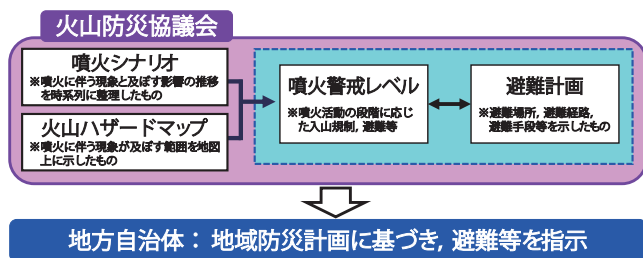 火山防災協議会
噴火シナリオ
※噴火に伴う現象と及ぼす影響の推移
を時系列に整理したもの
火山ハザードマップ
※噴火に伴う現象が及ぼす範囲を地図
上に示したもの
噴火警戒レベル
※噴火活動の段階に応じ
た入山規制，避難等
避難計画
※避難場所，避難経路，
避難手段等を示したもの
地方自治体：地域防災計画に基づき，避難等を指示